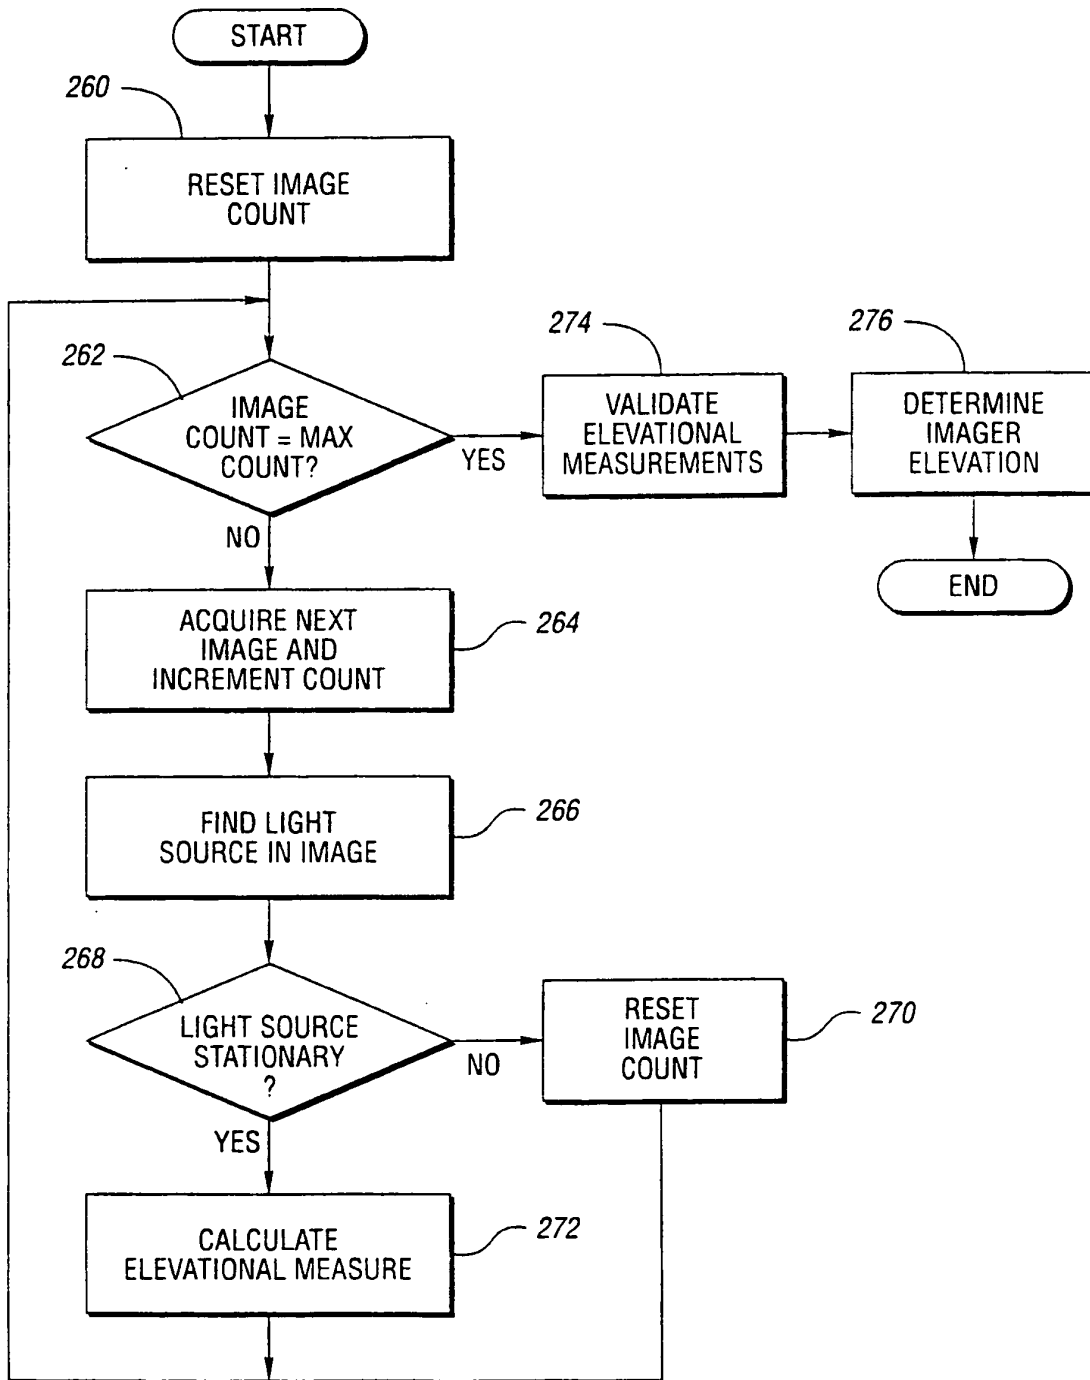 START
260
RESET IMAGE
COUNT
262
IMAGE
COUNT = MAX
COUNT?
YES
NO
274
VALIDATE
ELEVATIONAL
MEASUREMENTS
276
DETERMINE
IMAGER
ELEVATION
END
ACQUIRE NEXT
IMAGE AND
INCREMENT COUNT
264
FIND LIGHT
SOURCE IN IMAGE
266
268
LIGHT SOURCE
STATIONARY
?
NO
YES
RESET
IMAGE
COUNT
270
CALCULATE
ELEVATIONAL MEASURE
272